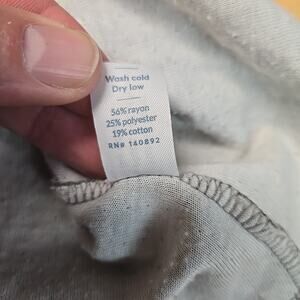 Wash cold
Dry low
56% rayon
25% polyester
19% cotton
RN# 140892